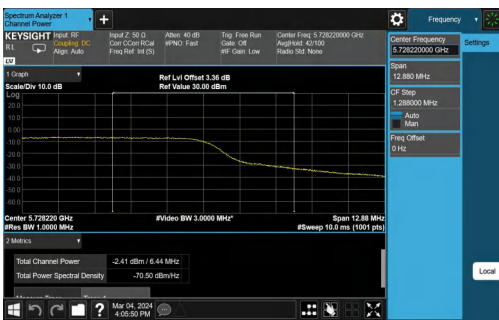 Spectrum Analyzer 1
Channel Power
Frequency
KEYSIGHT
Input: RF
Coupling: DC
Align: Auto
Input Z: 50 Ω
Corr CCorr RCal
Freq Ref: Int (S)
Atten: 40 dB
#PNO: Fast
Trig: Free Run
Gate: Off
#IF Gain: Low
Center Freq: 5.728220000 GHz
Avg|Hold: 42/100
Radio Std: None
RL
Center Frequency
5.728220000 GHz
Settings
Span
12.880 MHz
CF Step
1.288000 MHz
Auto
Man
Freq Offset
0 Hz
1 Graph
Scale/Div 10.0 dB
Ref Lvl Offset 3.36 dB
Ref Value 30.00 dBm
Log
20.0
10.0
0.00
-10.0
-20.0
-30.0
-40.0
-50.0
-60.0
Center 5.728220 GHz
#Res BW 1.0000 MHz
#Video BW 3.0000 MHz*
Span 12.88 MHz
#Sweep 10.0 ms (1001 pts)
2 Metrics
Total Channel Power
-2.41 dBm / 6.44 MHz
Total Power Spectral Density
-70.50 dBm/Hz
Local
?
Mar 04, 2024
4:05:50 PM